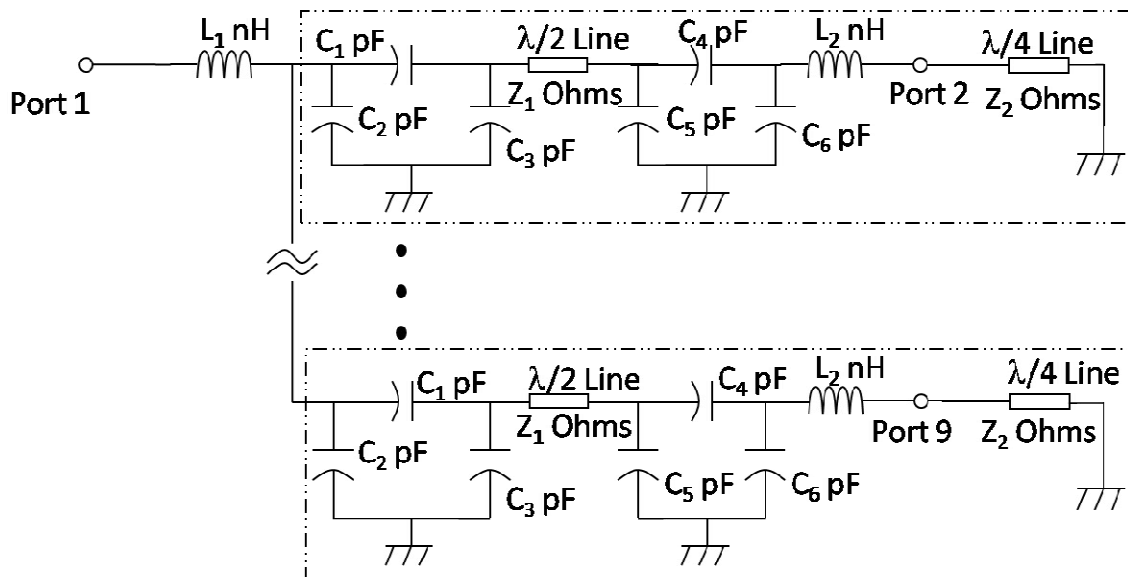 L₁ nH
C₁ pF
λ/2 Line
C₄ pF
L₂ nH
λ/4 Line
Port 1
C₂ pF
C₃ pF
Z₁ Ohms
C₅ pF
C₆ pF
Port 2
Z₂ Ohms
C₁ pF
λ/2 Line
C₄ pF
L₂ nH
λ/4 Line
C₂ pF
C₃ pF
Z₁ Ohms
C₅ pF
C₆ pF
Port 9
Z₂ Ohms